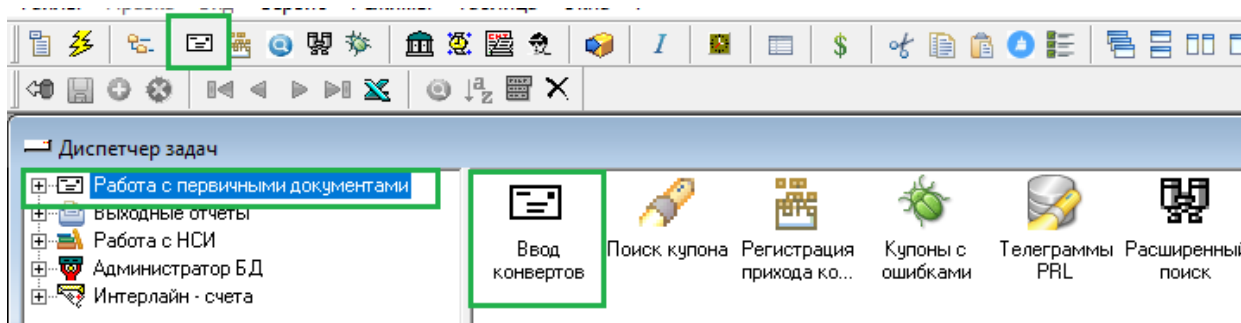 Диспетчер задач
Работа с первичными документами
Выходные отчеты
Работа с НСИ
Администратор БД
Интерлайн - счета
Ввод конвертов
Поиск купона
Регистрация прихода ко...
Купоны с ошибками
Телеграммы PRL
Расширенный поиск